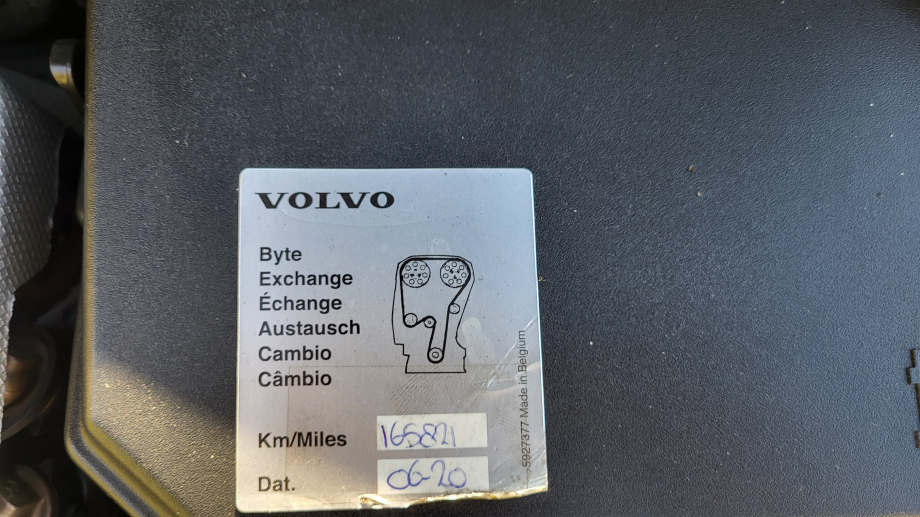 VOLVO
Byte
Exchange
Échange
Austausch
Cambio
Câmbio
Km/Miles 165821
Dat. 06-20
5927377 Made in Belgium